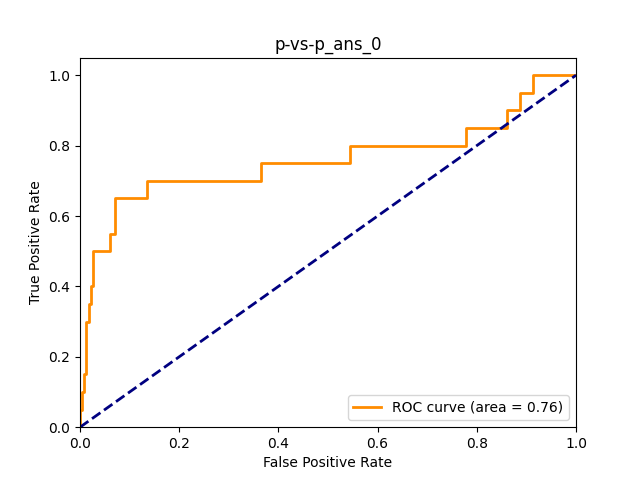 p-vs-p_ans_0
True Positive Rate
1.0
0.8
0.6
0.4
0.2
0.0
0.0 0.2 0.4 0.6 0.8 1.0
False Positive Rate
ROC curve (area = 0.76)